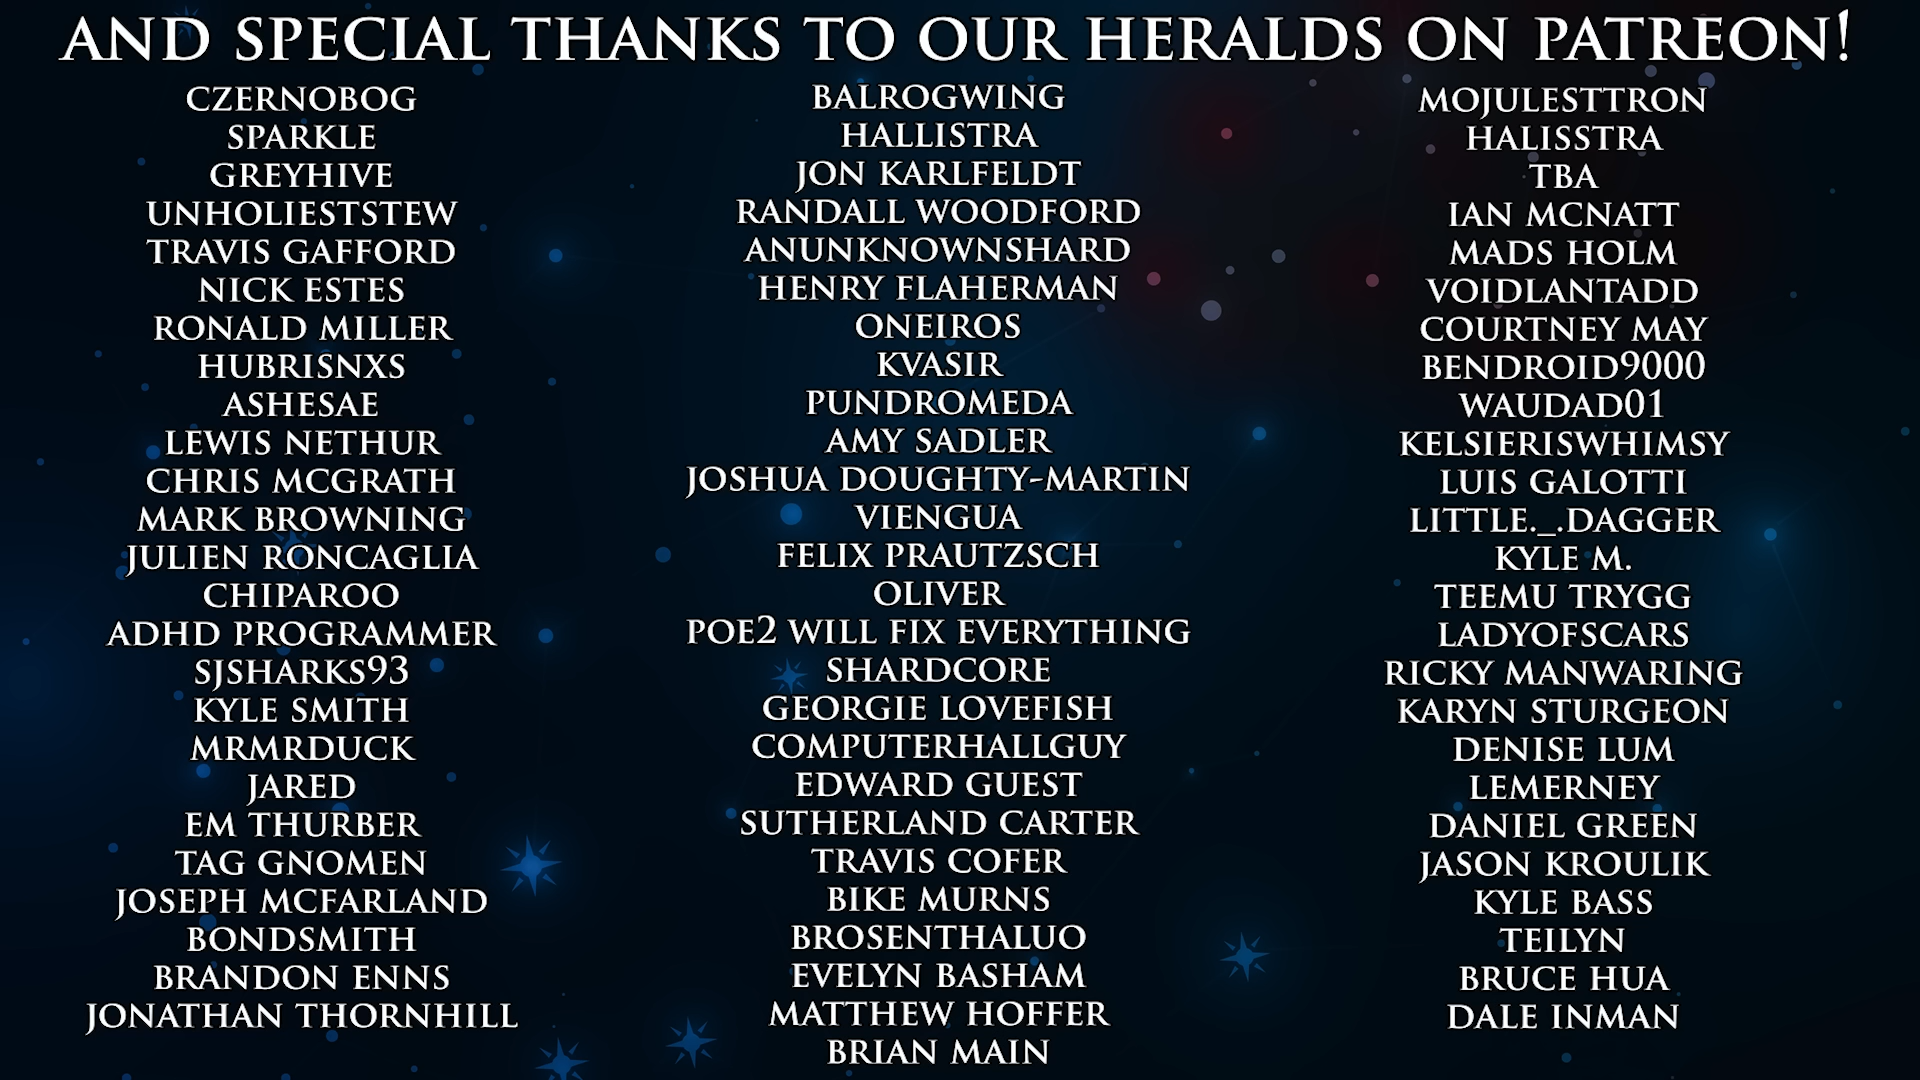 AND SPECIAL THANKS TO OUR HERALDS ON PATREON!
CZERNOBOG
SPARKLE
GREYHIVE
UNHOLIESTSTEW
TRAVIS GAFFORD
NICK ESTES
RONALD MILLER
HUBRISNXS
ASHESAE
LEWIS NETHUR
CHRIS MCGRATH
MARK BROWNING
JULIEN RONCAGLIA
CHIPAROO
ADHD PROGRAMMER
SJSHARKS93
KYLE SMITH
MRMRDUCK
JARED
EM THURBER
TAG GNOMEN
JOSEPH MCFARLAND
BONDSMITH
BRANDON ENNS
JONATHAN THORNHILL
BALROGWING
HALLISTRA
JON KARLFELDT
RANDALL WOODFORD
ANUNKNOWNSHARD
HENRY FLAHERMAN
ONEIROS
KVASIR
PUNDROMEDA
AMY SADLER
JOSHUA DOUGHTY-MARTIN
VIENGUA
FELIX PRAUTZSCH
OLIVER
POE2 WILL FIX EVERYTHING
SHARDCORE
GEORGIE LOVEFISH
COMPUTERHALLGUY
EDWARD GUEST
SUTHERLAND CARTER
TRAVIS COFER
BIKE MURNS
BROSENTHALUO
EVELYN BASHAM
MATTHEW HOFFER
BRIAN MAIN
MOJULESTTRON
HALISSTRA
TBA
IAN MCNATT
MADS HOLM
VOIDLANTADD
COURTNEY MAY
BENDROID9000
WAUDAD01
KELSIERISWHIMSY
LUIS GALOTTI
LITTLE._.DAGGER
KYLE M.
TEEMU TRYGG
LADYOFSCARS
RICKY MANWARING
KARYN STURGEON
DENISE LUM
LEMERNEY
DANIEL GREEN
JASON KROULIK
KYLE BASS
TEILYN
BRUCE HUA
DALE INMAN